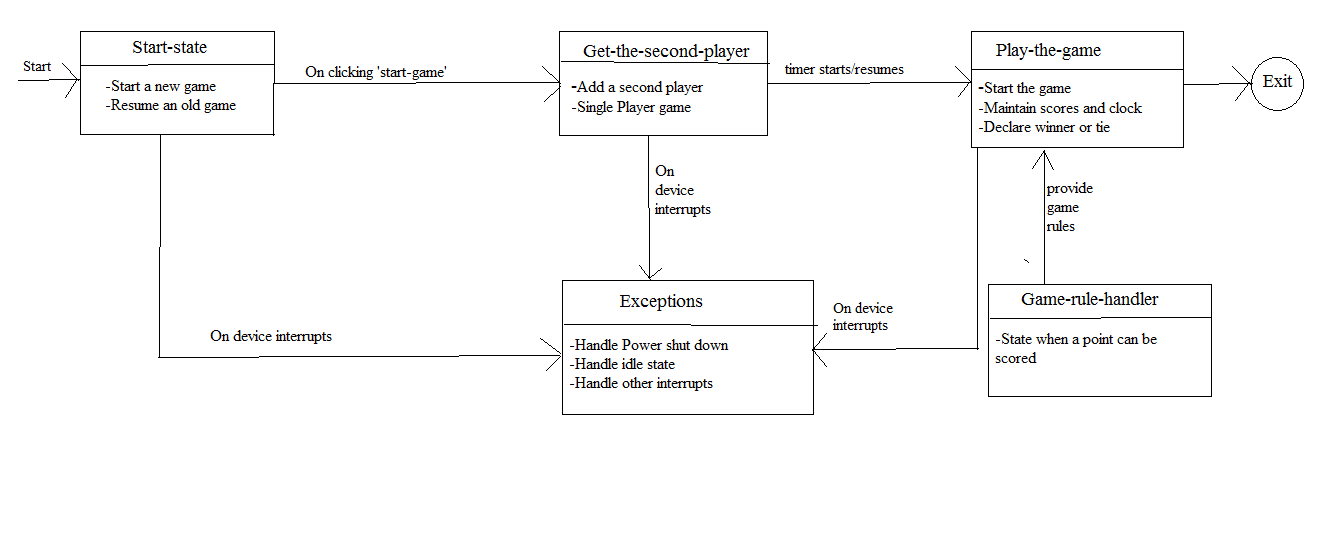 Start
Start-state
-Start a new game
-Resume an old game
On clicking 'start-game'
Get-the-second-player
-Add a second player
-Single Player game
timer starts/resumes
Play-the-game
-Start the game
-Maintain scores and clock
-Declare winner or tie
Exit
On
device
interrupts
provide
game
rules
On device interrupts
Exceptions
-Handle Power shut down
-Handle idle state
-Handle other interrupts
On device
interrupts
Game-rule-handler
-State when a point can be
scored